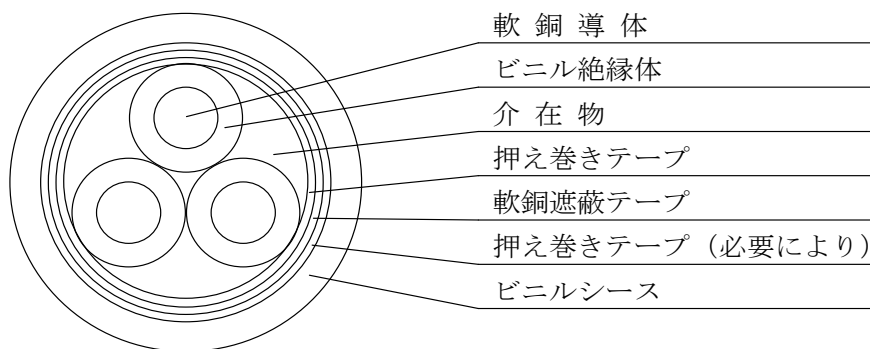 軟 銅 導 体
ビニル絶縁体
介 在 物
押え巻きテープ
軟銅遮蔽テープ
押え巻きテープ（必要により）
ビニルシース